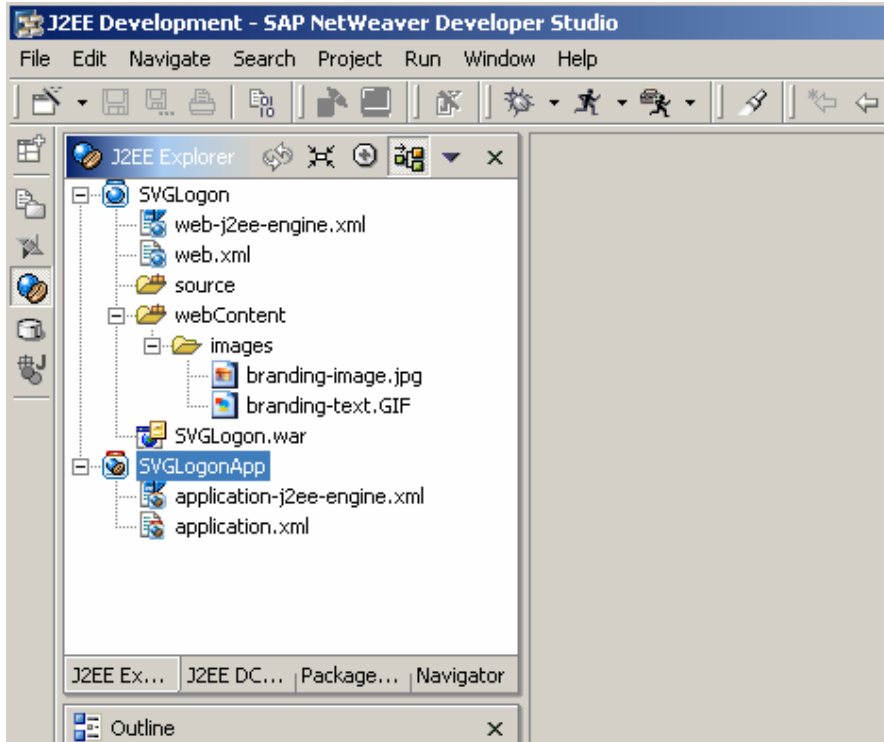 J2EE Development - SAP NetWeaver Developer Studio
File Edit Navigate Search Project Run Window Help
J2EE Explorer
SVGLogon
web-j2ee-engine.xml
web.xml
source
webContent
images
branding-image.jpg
branding-text.GIF
SVGLogon.war
SVGLogonApp
application-j2ee-engine.xml
application.xml
J2EE Ex... J2EE DC... Package... Navigator
Outline